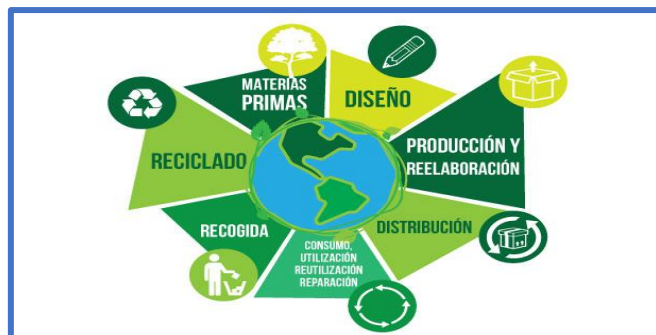 MATERIAS
PRIMAS
DISEÑO
PRODUCCIÓN Y
REELABORACIÓN
DISTRIBUCIÓN
CONSUMO,
UTILIZACIÓN
REUTILIZACIÓN
REPARACIÓN
RECOGIDA
RECICLADO